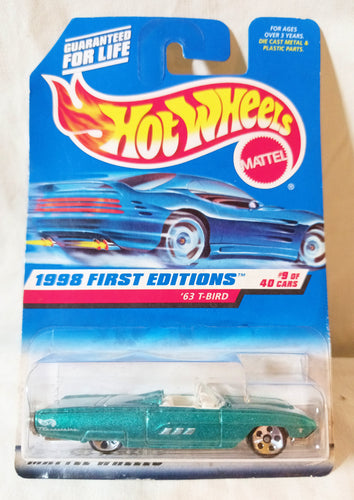 GUARANTEED
FOR LIFE
FOR AGES
OVER 3 YEARS.
DIE CAST METAL &
PLASTIC PARTS.
HOT WHEELS
MATTEL
®
1998 FIRST EDITIONS™
#9 OF
40 CARS
'63 T-BIRD